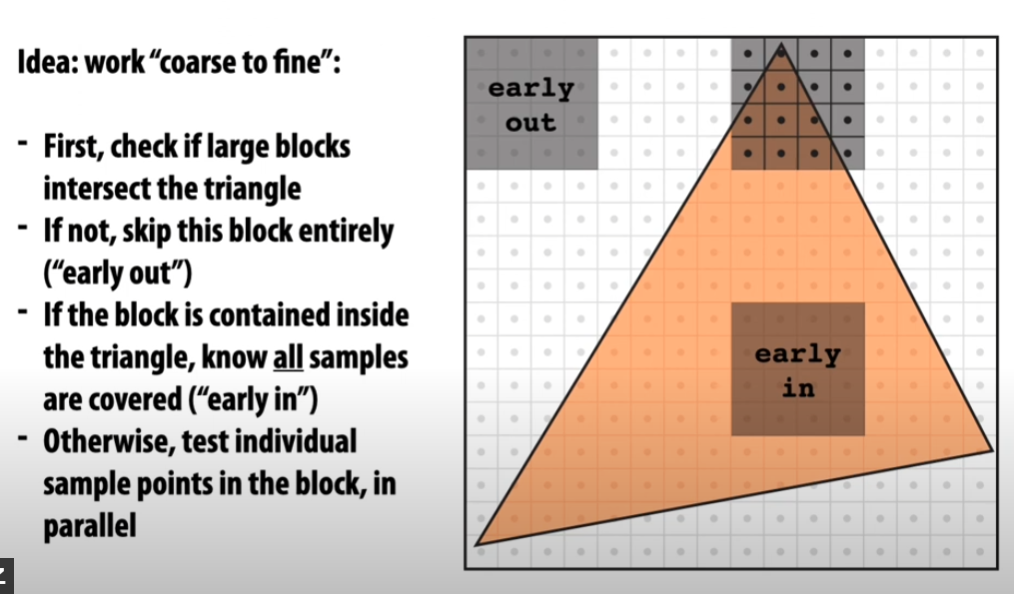 Idea: work “coarse to fine”:
- First, check if large blocks
intersect the triangle
- If not, skip this block entirely
(“early out”)
- If the block is contained inside
the triangle, know all samples
are covered (“early in”)
- Otherwise, test individual
sample points in the block, in
parallel
early
out
early
in